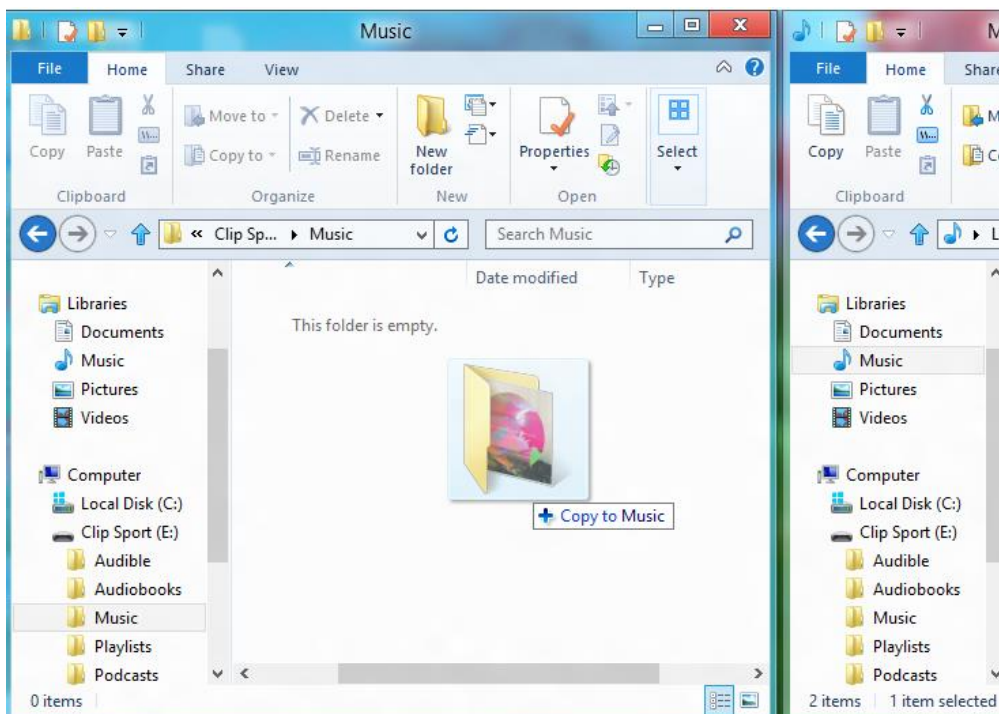 Music
File Home Share View
Copy Paste
Move to
Copy to
Delete
Rename
New
folder
Properties
Select
Clipboard Organize New Open
« Clip Sp... Music
Search Music
Date modified Type
This folder is empty.
Copy to Music
Libraries
Documents
Music
Pictures
Videos
Computer
Local Disk (C:)
Clip Sport (E:)
Audible
Audiobooks
Music
Playlists
Podcasts
0 items
File Home Share
Copy Paste
Clipboard
Libraries
Documents
Music
Pictures
Videos
Computer
Local Disk (C:)
Clip Sport (E:)
Audible
Audiobooks
Music
Playlists
Podcasts
2 items 1 item selected